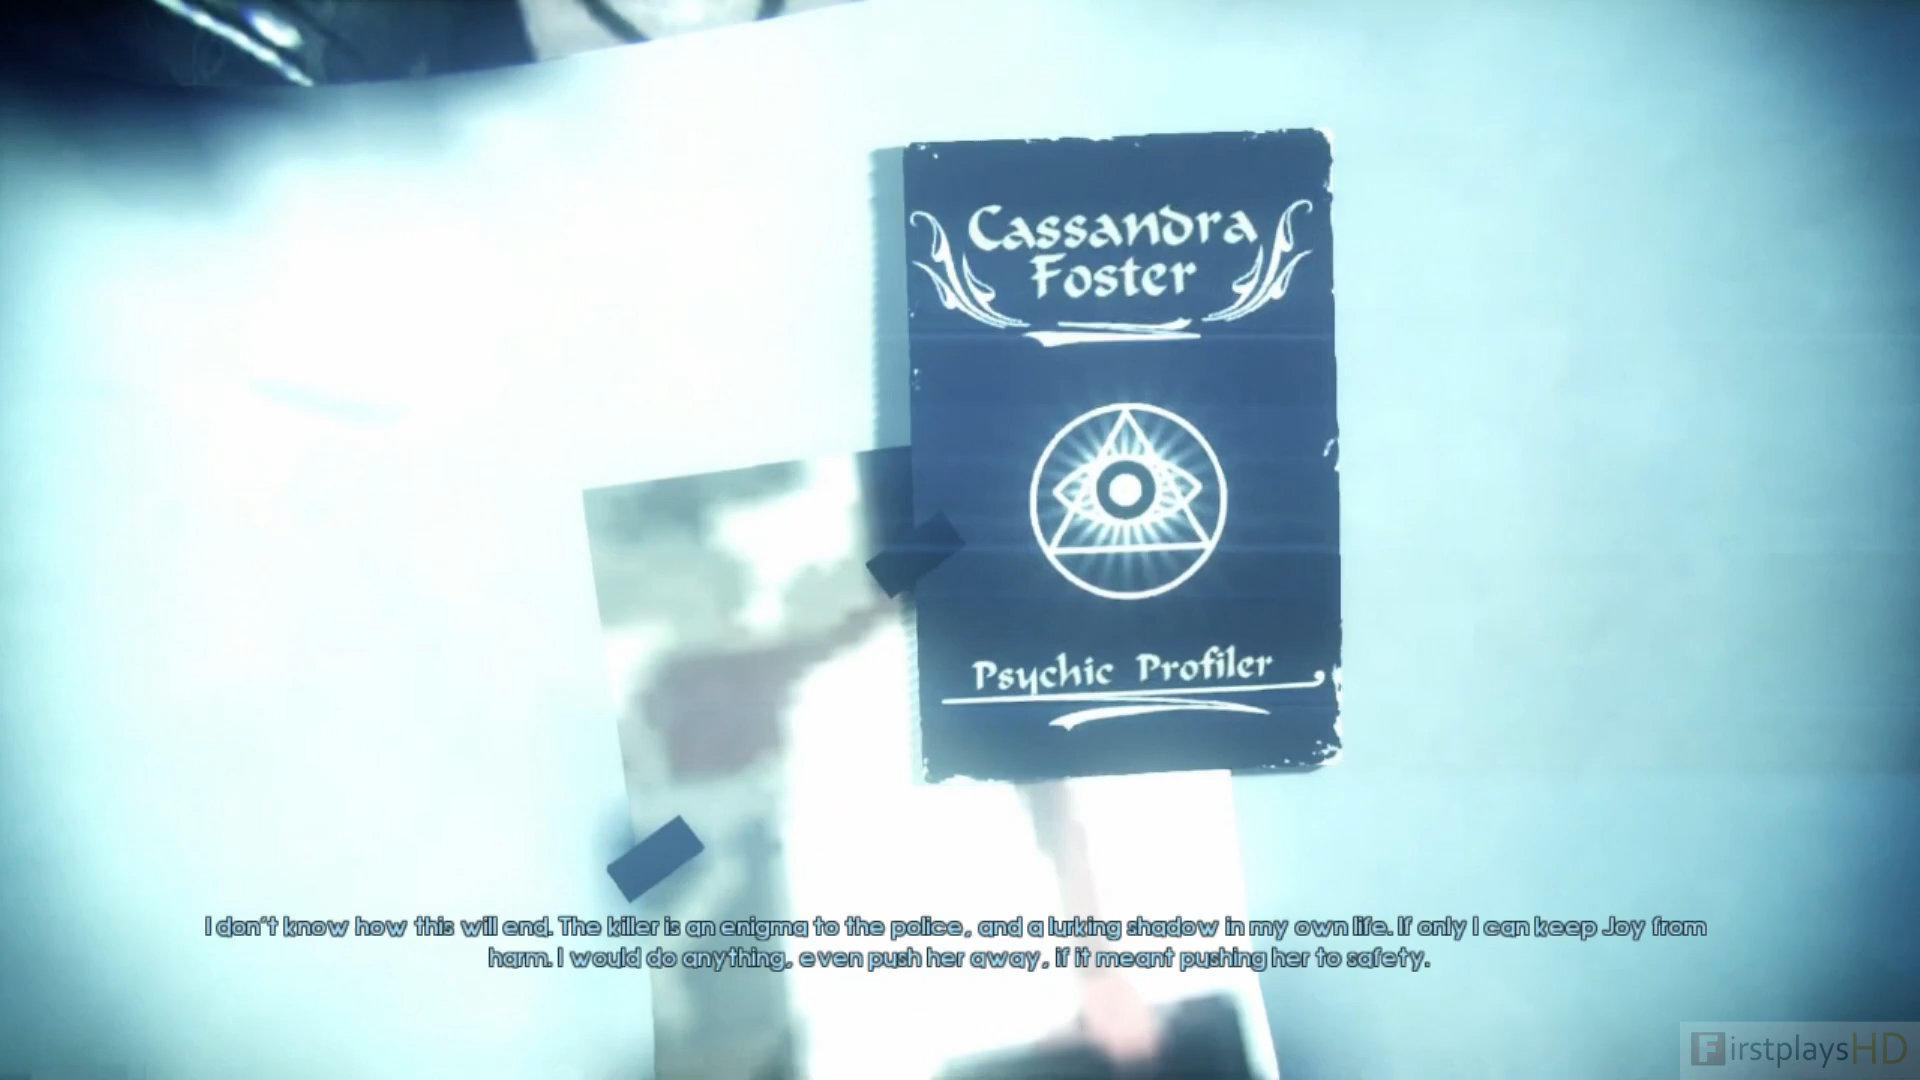 Cassandra
Foster
Psychic Profiler
I don't know how this will end. The killer is an enigma to the police, and a lurking shadow in my own life. If only I can keep Joy from
harm. I would do anything, even push her away, if it meant pushing her to safety.
FirstplaysHD